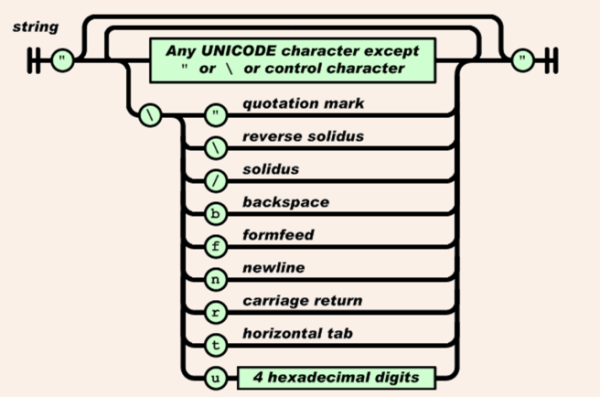 string
"
Any UNICODE character except
" or \ or control character
"
\
" quotation mark
\ reverse solidus
/ solidus
b backspace
f formfeed
n newline
r carriage return
t horizontal tab
u 4 hexadecimal digits